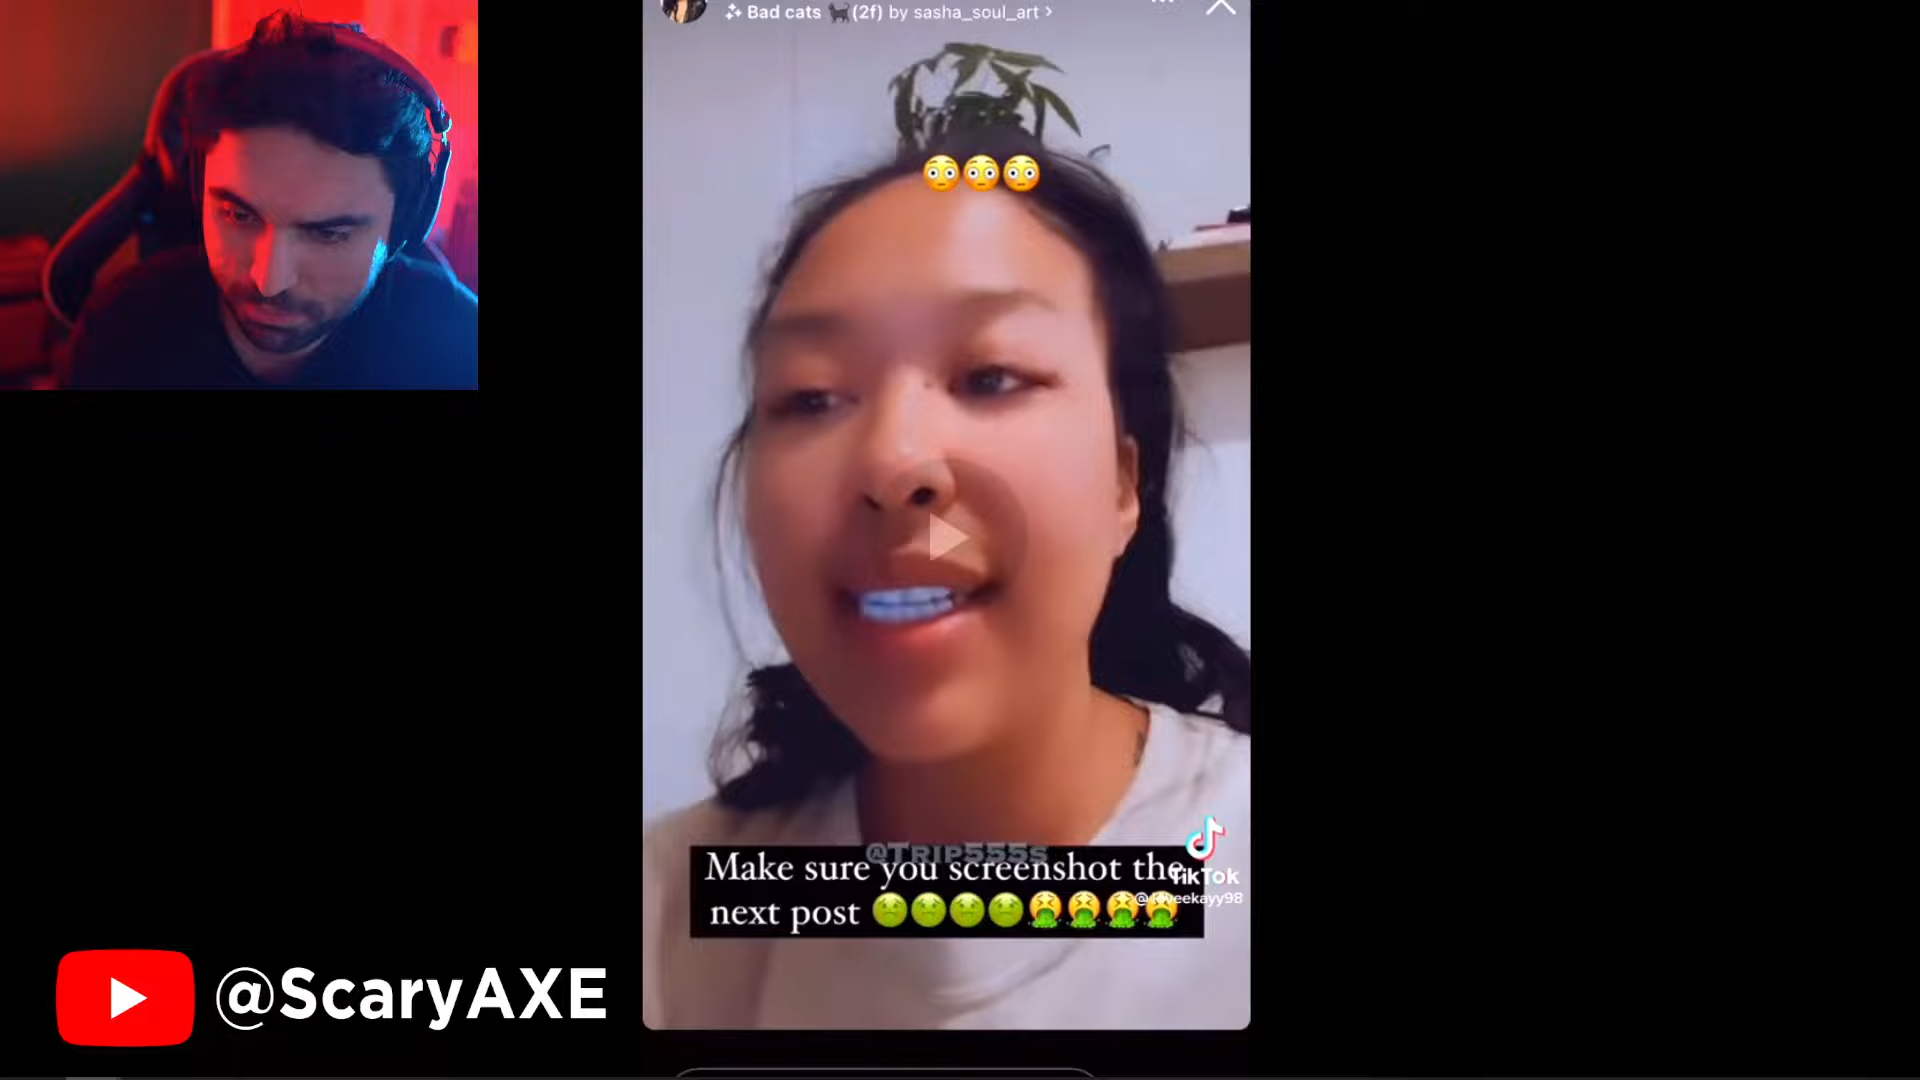 Bad cats 🐈‍⬛(2f) by sasha_soul_art >
😳😳😳
@TRIP555s
Make sure you screenshot the
next post 🤢🤢🤢🤢🤮🤮🤮🤮
TikTok
@ScaryAXE